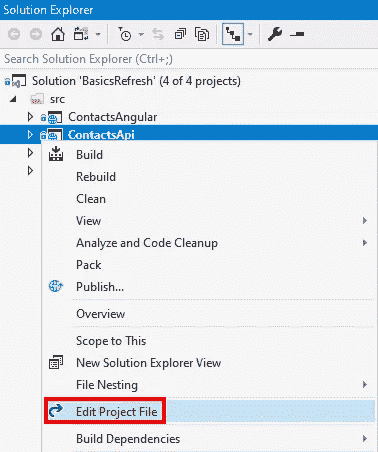 Solution Explorer
Search Solution Explorer (Ctrl+;)
Solution 'BasicsRefresh' (4 of 4 projects)
src
ContactsAngular
ContactsApi
Build
Rebuild
Clean
View
Analyze and Code Cleanup
Pack
Publish...
Overview
Scope to This
New Solution Explorer View
File Nesting
Edit Project File
Build Dependencies